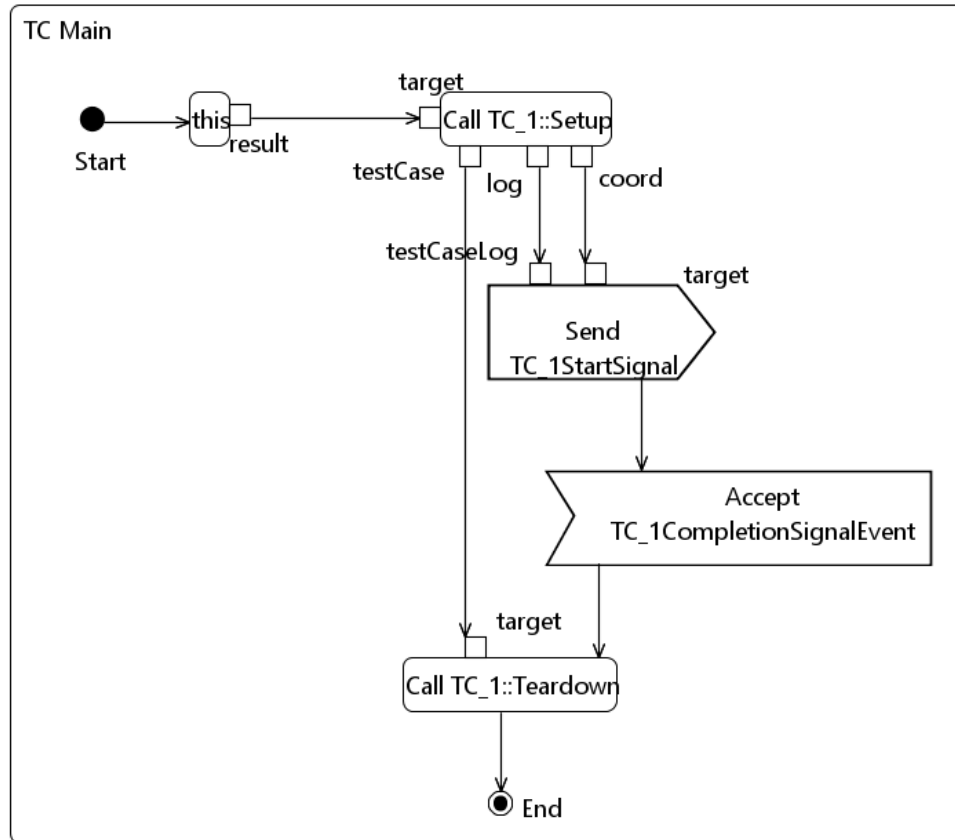 TC Main
target
this
Call TC_1::Setup
result
Start
testCase
log
coord
testCaseLog
target
Send
TC_1StartSignal
Accept
TC_1CompletionSignalEvent
target
Call TC_1::Teardown
End